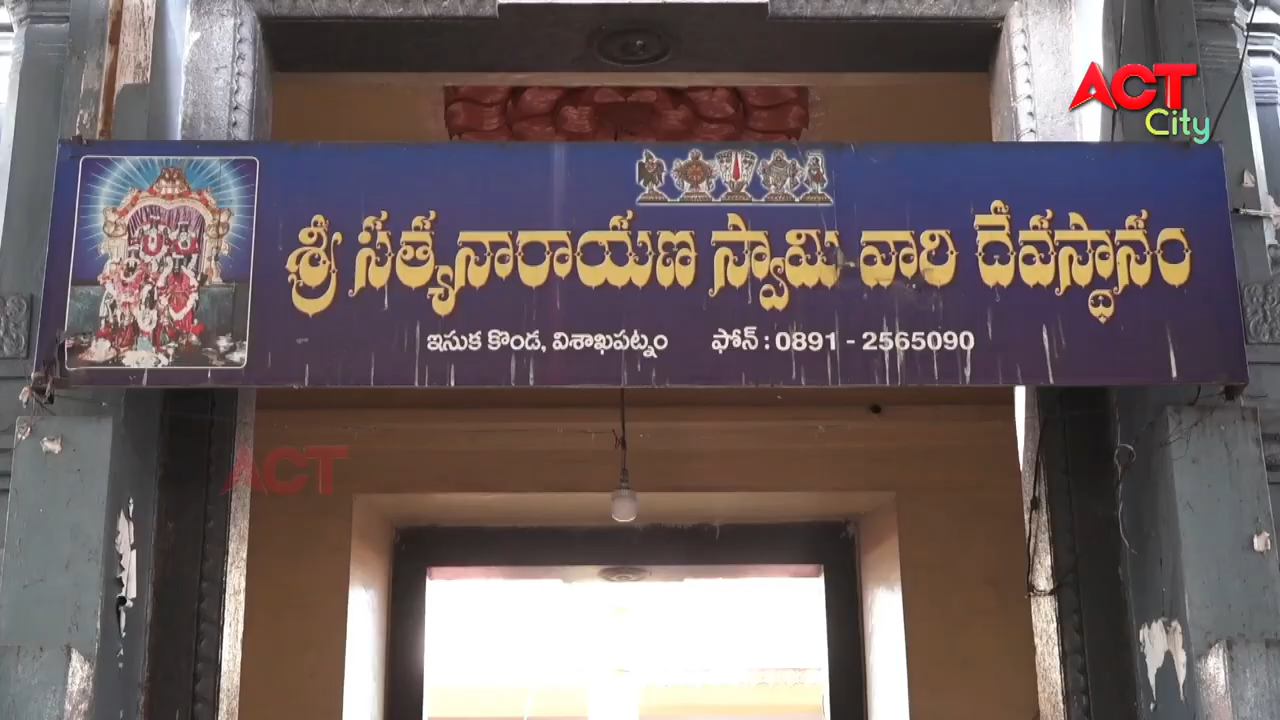 ACT
City
శ్రీ సత్యనారాయణ స్వామి వారి దేవస్థానం
ఇసుక కొండ, విశాఖపట్నం ఫోన్ : 0891 - 2565090
ACT